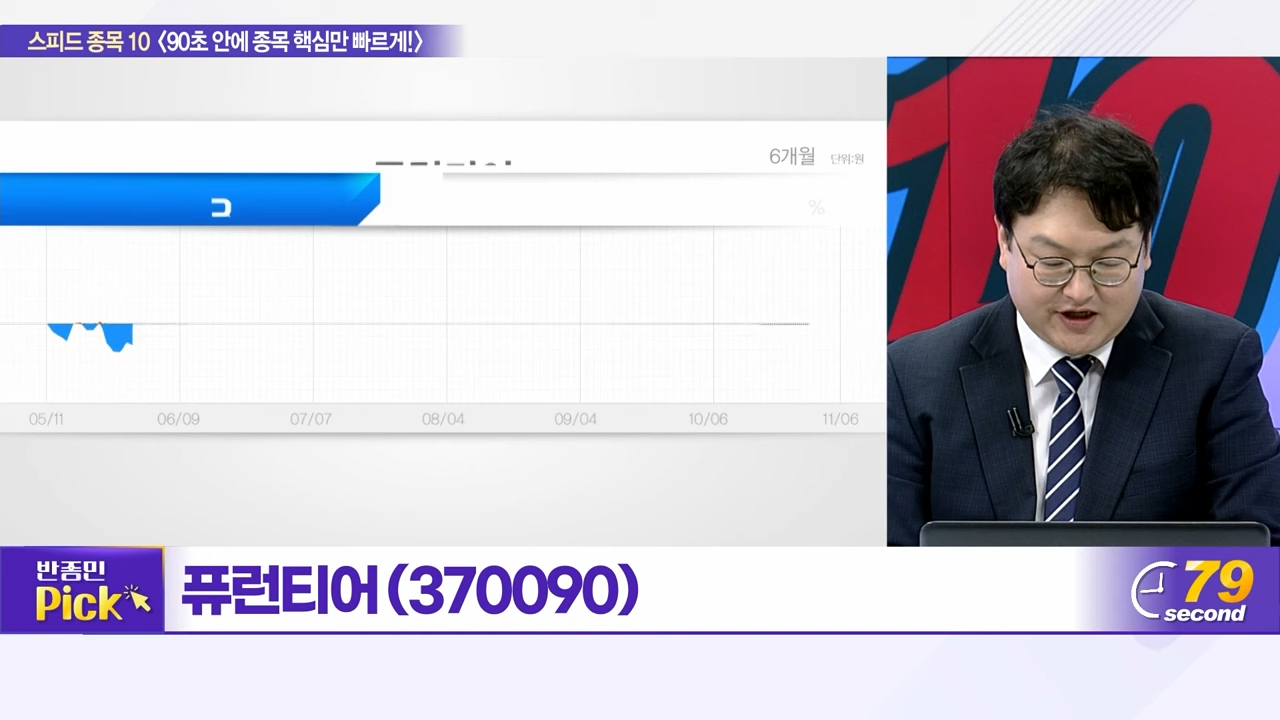 스피드 종목 10 <90초 안에 종목 핵심만 빠르게!>
6개월 단위:원
%
05/11 06/09 07/07 08/04 09/04 10/06 11/06
반종민
Pick
퓨런티어(370090)
79
second
10